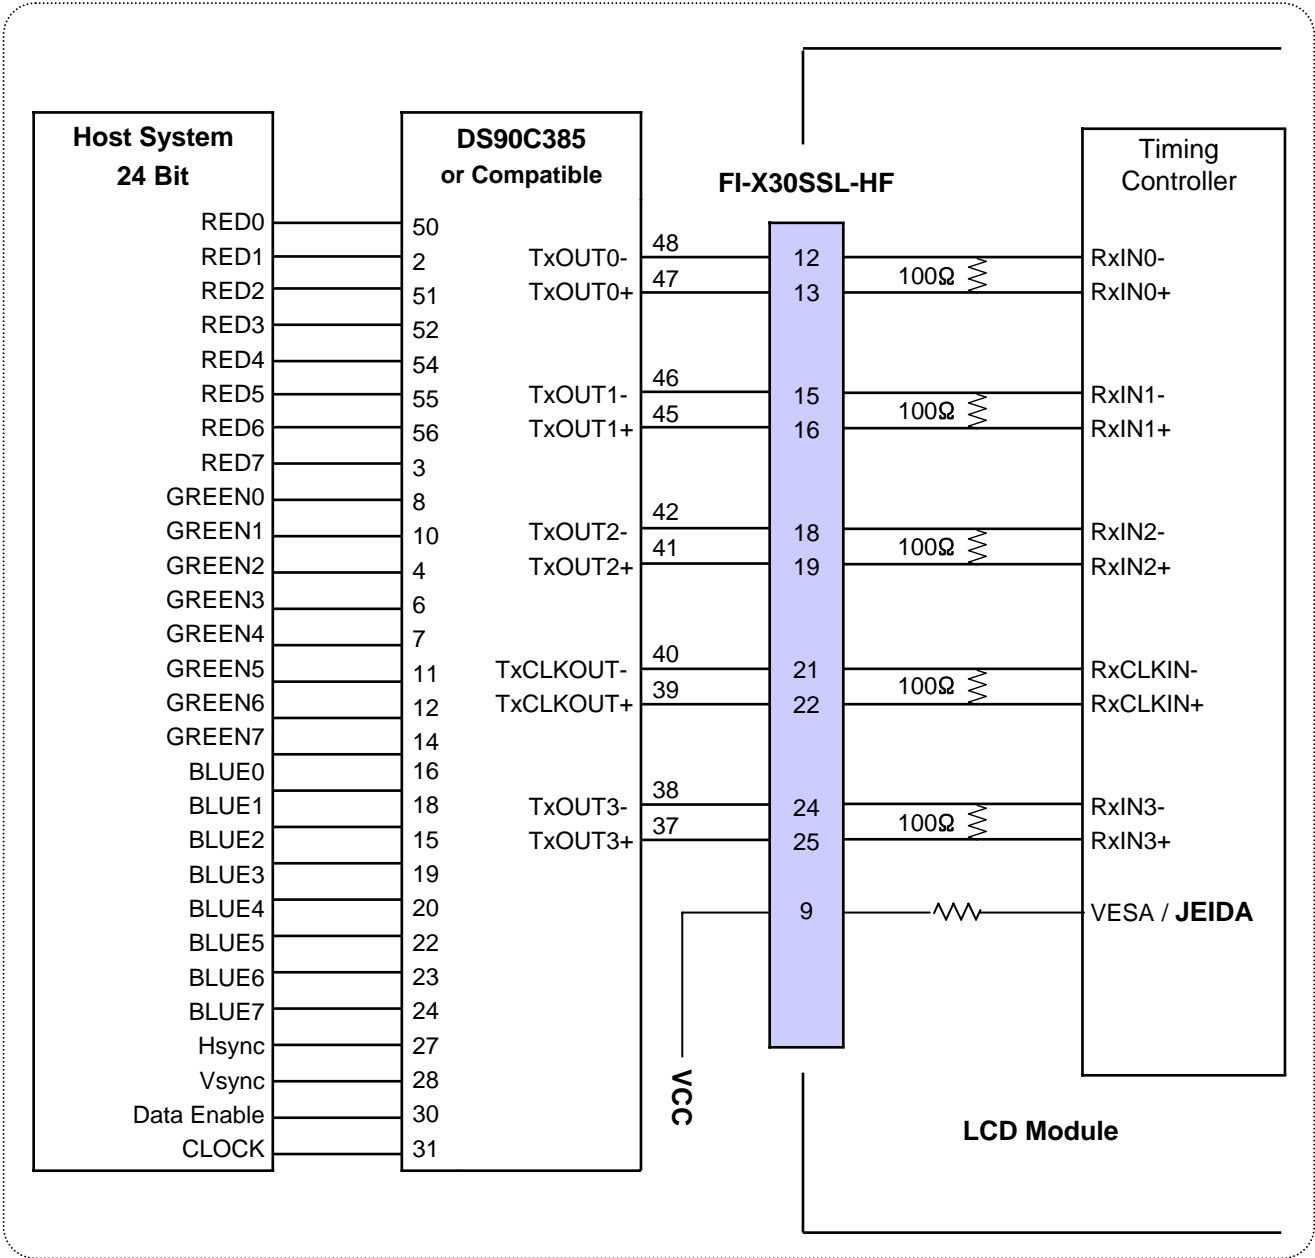 Host System
24 Bit
RED0
RED1
RED2
RED3
RED4
RED5
RED6
RED7
GREEN0
GREEN1
GREEN2
GREEN3
GREEN4
GREEN5
GREEN6
GREEN7
BLUE0
BLUE1
BLUE2
BLUE3
BLUE4
BLUE5
BLUE6
BLUE7
Hsync
Vsync
Data Enable
CLOCK
DS90C385
or Compatible
50
2
51
52
54
55
56
3
8
10
4
6
7
11
12
14
16
18
15
19
20
22
23
24
27
28
30
31
TxOUT0-
TxOUT0+
TxOUT1-
TxOUT1+
TxOUT2-
TxOUT2+
TxCLKOUT-
TxCLKOUT+
TxOUT3-
TxOUT3+
48
47
46
45
42
41
40
39
38
37
VCC
FI-X30SSL-HF
12
13
15
16
18
19
21
22
24
25
9
100Ω
100Ω
100Ω
100Ω
100Ω
Timing
Controller
RxIN0-
RxIN0+
RxIN1-
RxIN1+
RxIN2-
RxIN2+
RxCLKIN-
RxCLKIN+
RxIN3-
RxIN3+
VESA / JEIDA
LCD Module